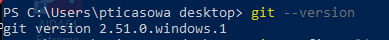 PS C:\Users\pticasowa desktop> git --version
git version 2.51.0.windows.1